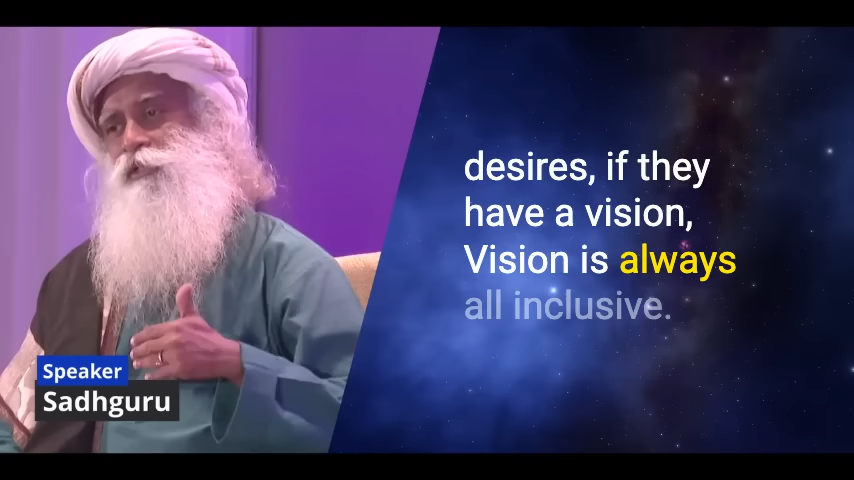 desires, if they
have a vision,
Vision is always
all inclusive.
Speaker
Sadhguru